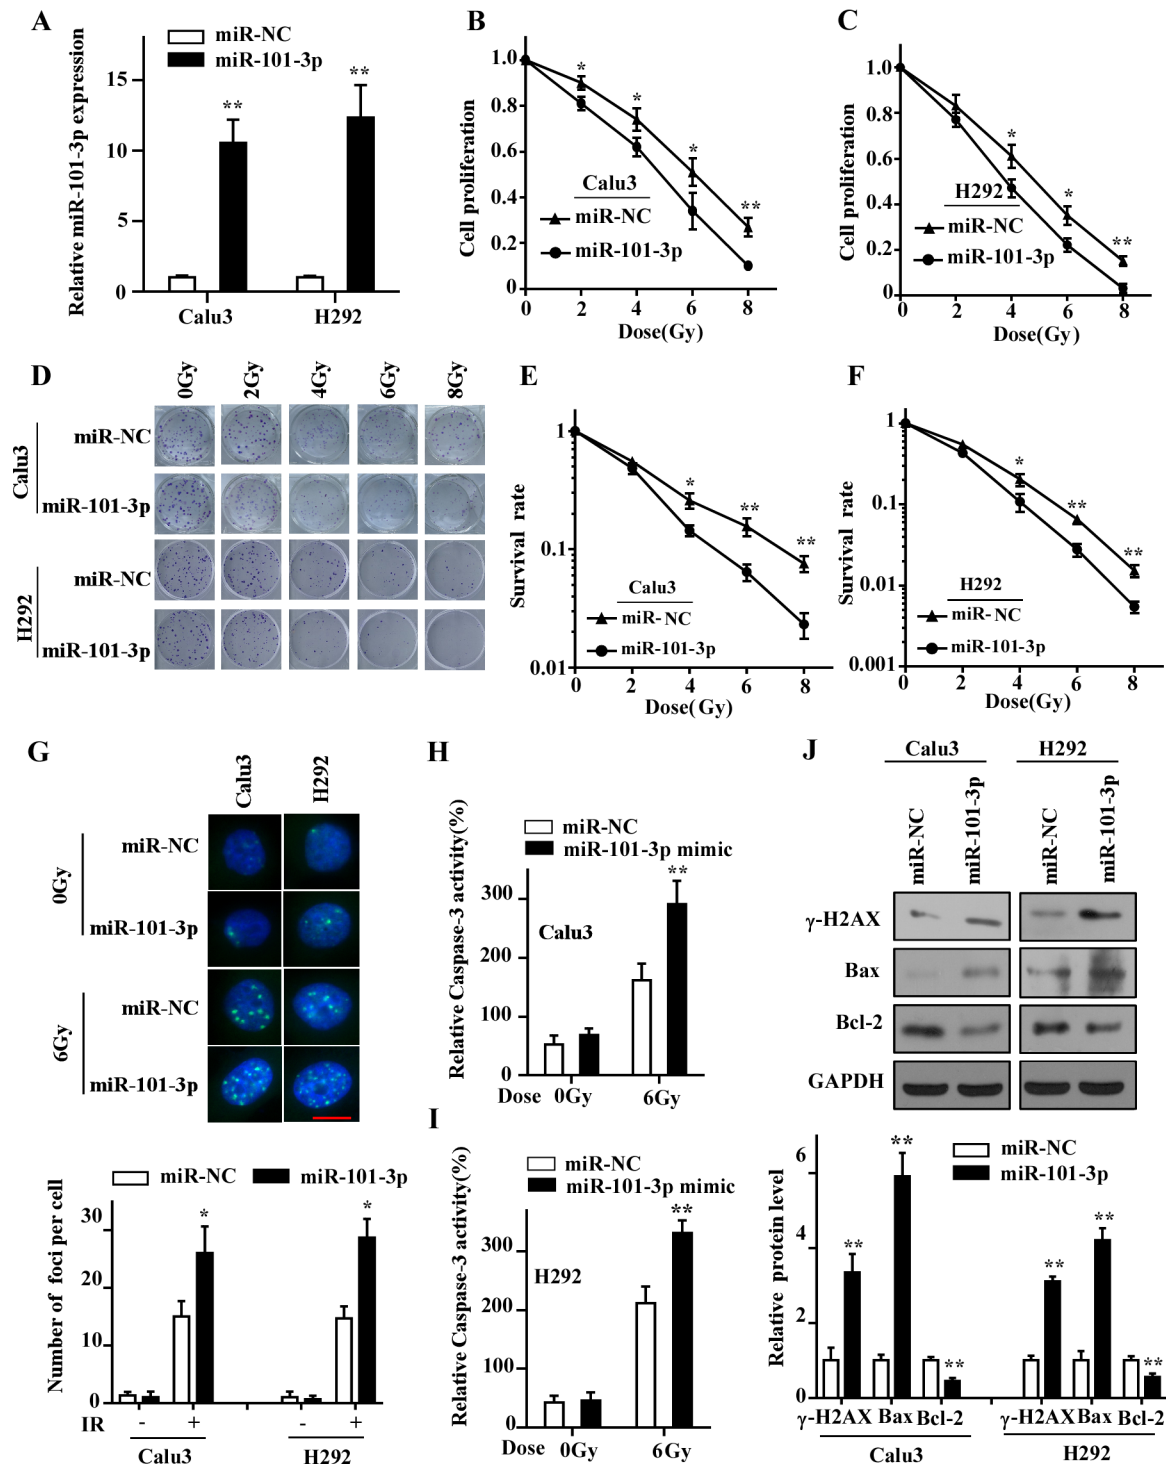 A
miR-NC
miR-101-3p
Relative miR-101-3p expression
15
10
5
0
**
**
Calu3
H292
B
Cell proliferation
1.0
0.8
0.6
0.4
0.2
0
*
*
*
**
Calu3
miR-NC
miR-101-3p
0 2 4 6 8
Dose(Gy)
C
Cell proliferation
1.0
0.8
0.6
0.4
0.2
0
*
*
**
H292
miR-NC
miR-101-3p
0 2 4 6 8
Dose(Gy)
D
0Gy 2Gy 4Gy 6Gy 8Gy
Calu3
miR-NC
miR-101-3p
H292
miR-NC
miR-101-3p
E
Survival rate
1
0.1
0.01
*
**
**
Calu3
miR- NC
miR-101-3p
0 2 4 6 8
Dose(Gy)
F
Survival rate
1
0.1
0.01
0.001
*
**
**
H292
miR- NC
miR-101-3p
0 2 4 6 8
Dose(Gy)
G
Calu3 H292
0Gy
miR-NC
miR-101-3p
6Gy
miR-NC
miR-101-3p
miR-NC miR-101-3p
Number of foci per cell
30
20
10
0
*
*
IR - + - +
Calu3 H292
H
miR-NC
miR-101-3p mimic
Relative Caspase-3 activity(%)
300
200
100
0
**
Calu3
Dose 0Gy 6Gy
I
miR-NC
miR-101-3p mimic
Relative Caspase-3 activity(%)
300
200
100
0
**
H292
Dose 0Gy 6Gy
J
Calu3 H292
miR-NC miR-101-3p miR-NC miR-101-3p
γ-H2AX
Bax
Bcl-2
GAPDH
miR-NC
miR-101-3p
Relative protein level
6
4
2
0
** ** ** ** ** **
γ-H2AX Bax Bcl-2 γ-H2AX Bax Bcl-2
Calu3 H292